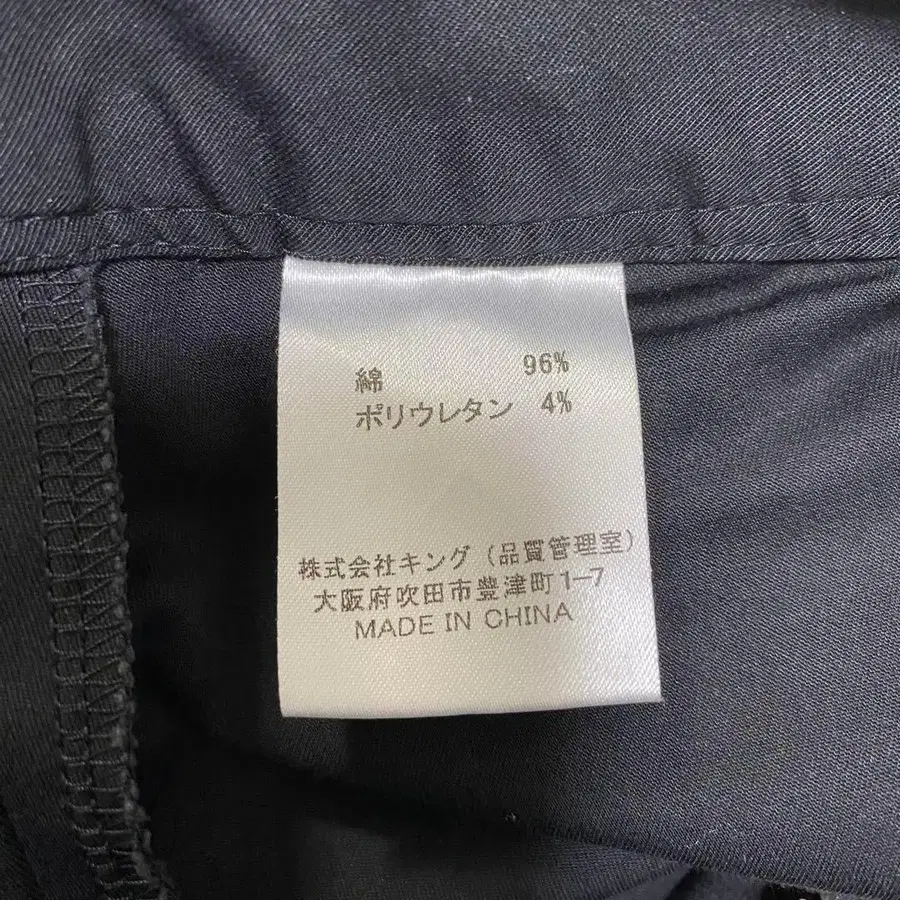 綿 96%
ポリウレタン 4%
株式会社キング(品質管理室)
大阪府吹田市豊津町1-7
MADE IN CHINA